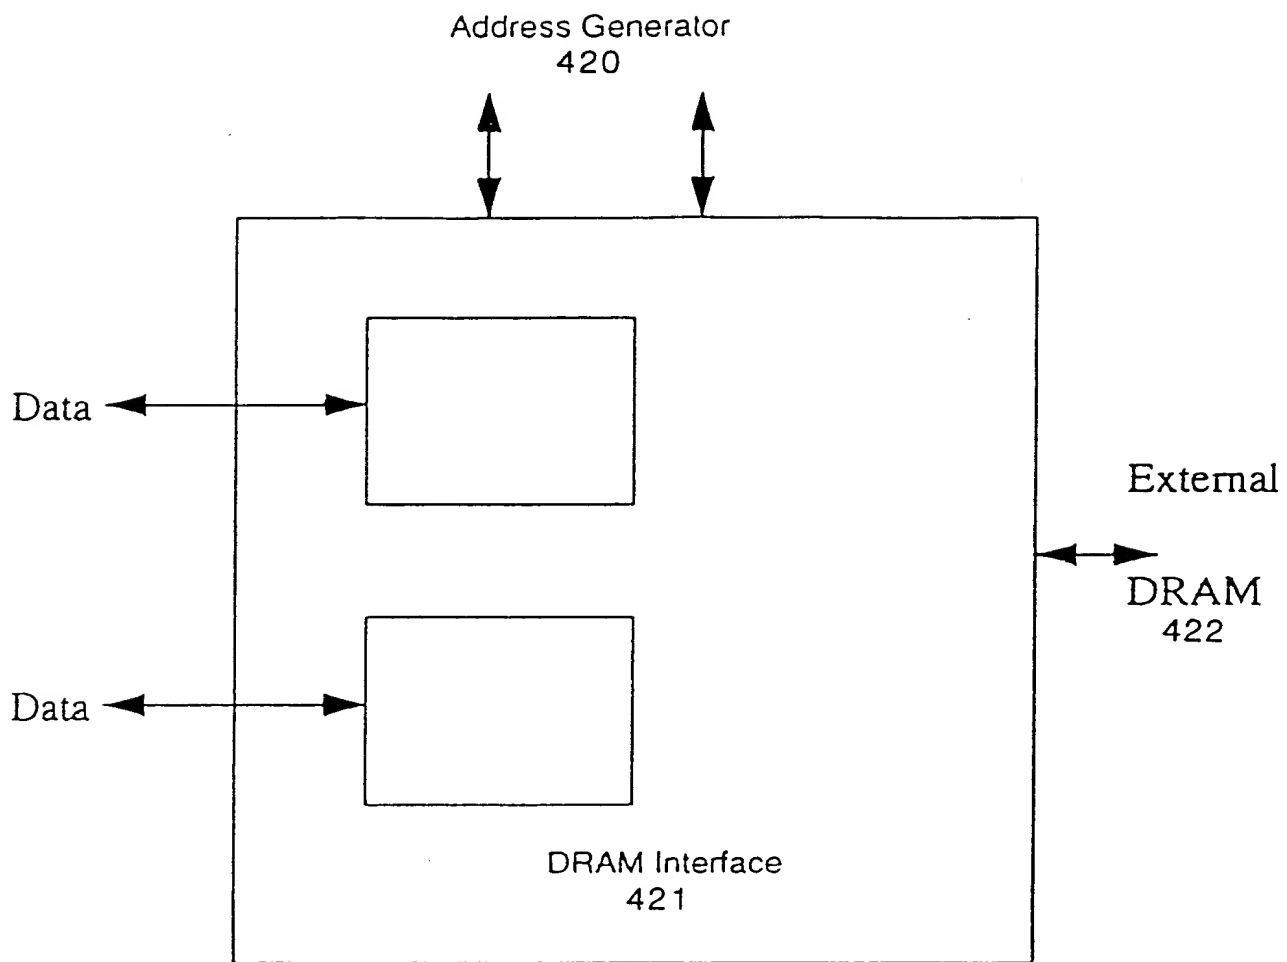 Address Generator
420
Data
External
DRAM
422
Data
DRAM Interface
421